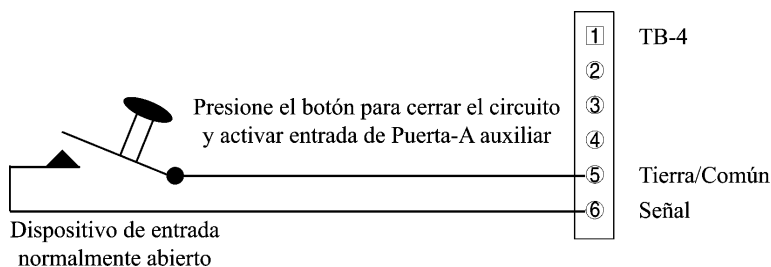 1 TB-4
2
Presione el botón para cerrar el circuito 3
y activar entrada de Puerta-A auxiliar 4
5 Tierra/Común
6 Señal
Dispositivo de entrada
normalmente abierto